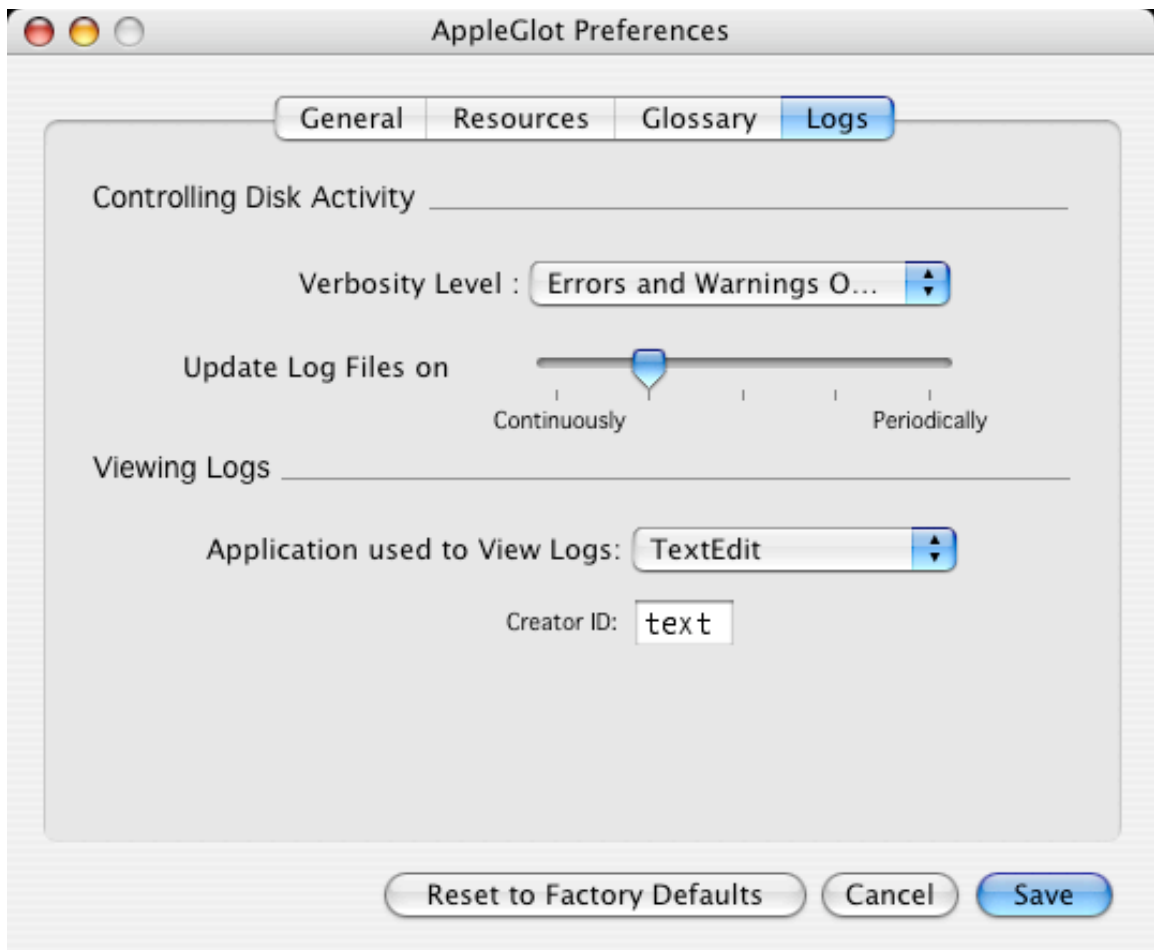 AppleGlot Preferences
General Resources Glossary Logs
Controlling Disk Activity
Verbosity Level : Errors and Warnings O...
Update Log Files on
Continuously Periodically
Viewing Logs
Application used to View Logs: TextEdit
Creator ID: text
Reset to Factory Defaults Cancel Save